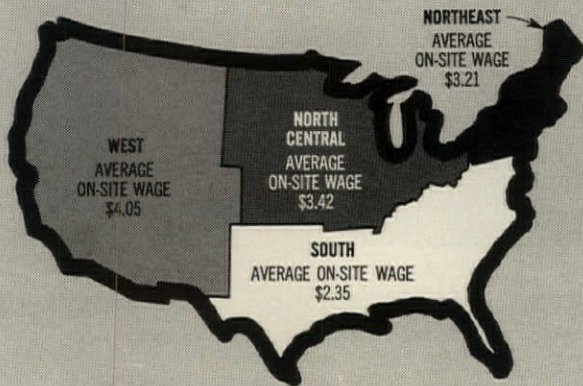 NORTHEAST
AVERAGE
ON-SITE WAGE
$3.21
WEST
AVERAGE
ON-SITE WAGE
$4.05
NORTH
CENTRAL
AVERAGE
ON-SITE WAGE
$3.42
SOUTH
AVERAGE ON-SITE WAGE
$2.35